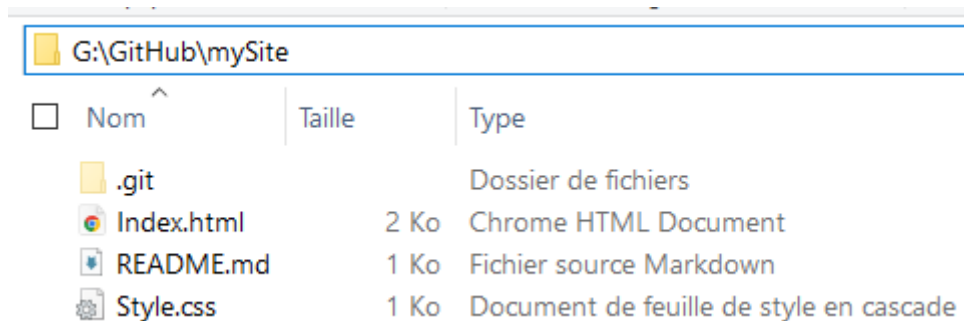 G:\GitHub\mySite
Nom Taille Type
.git Dossier de fichiers
Index.html 2 Ko Chrome HTML Document
README.md 1 Ko Fichier source Markdown
Style.css 1 Ko Document de feuille de style en cascade